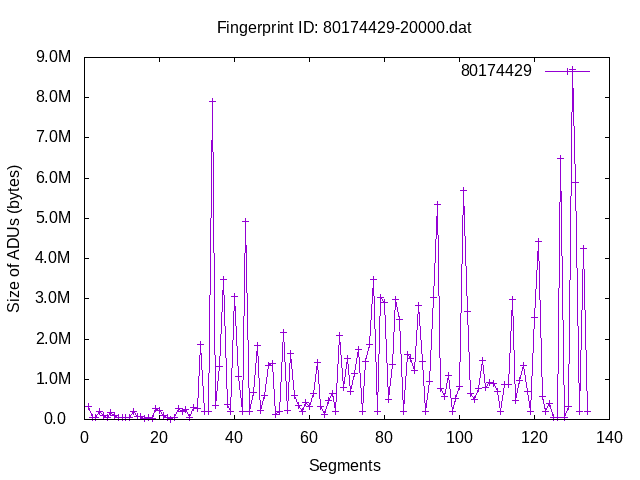 Fingerprint ID: 80174429-20000.dat
80174429
Size of ADUs (bytes)
9.0M
8.0M
7.0M
6.0M
5.0M
4.0M
3.0M
2.0M
1.0M
0.0
0 20 40 60 80 100 120 140
Segments